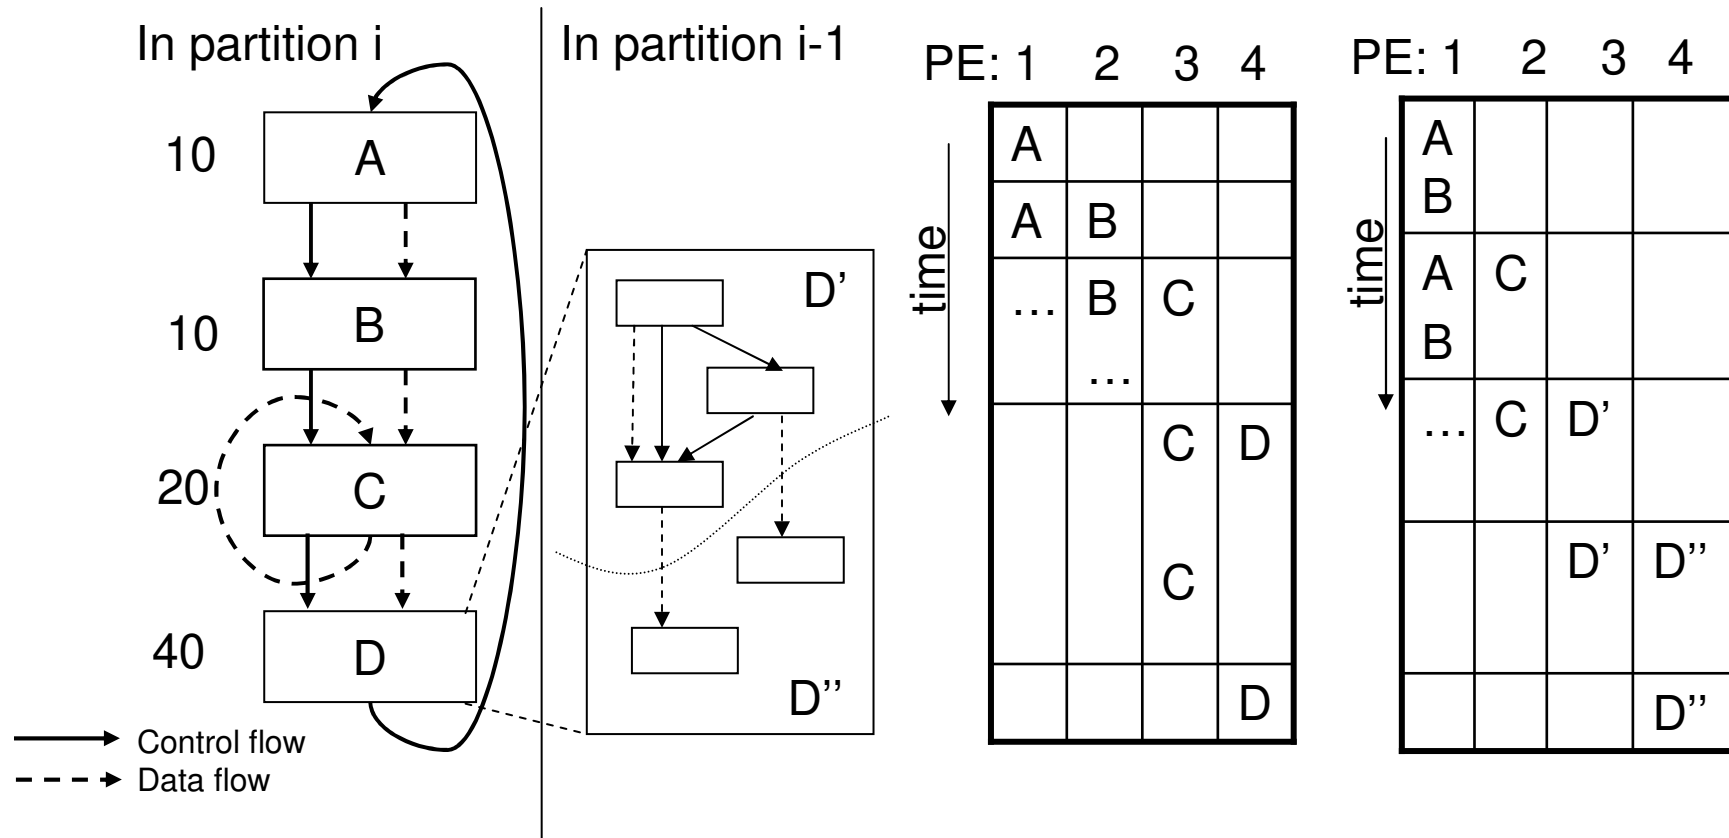 In partition i
In partition i-1
10
A
10
B
20
C
40
D
Control flow
Data flow
D’
D’’
PE: 1 2 3 4
time
A
A B
… B C
…
C D
C
D
PE: 1 2 3 4
time
A
B
A C
B
… C D’
D’ D’’
D’’